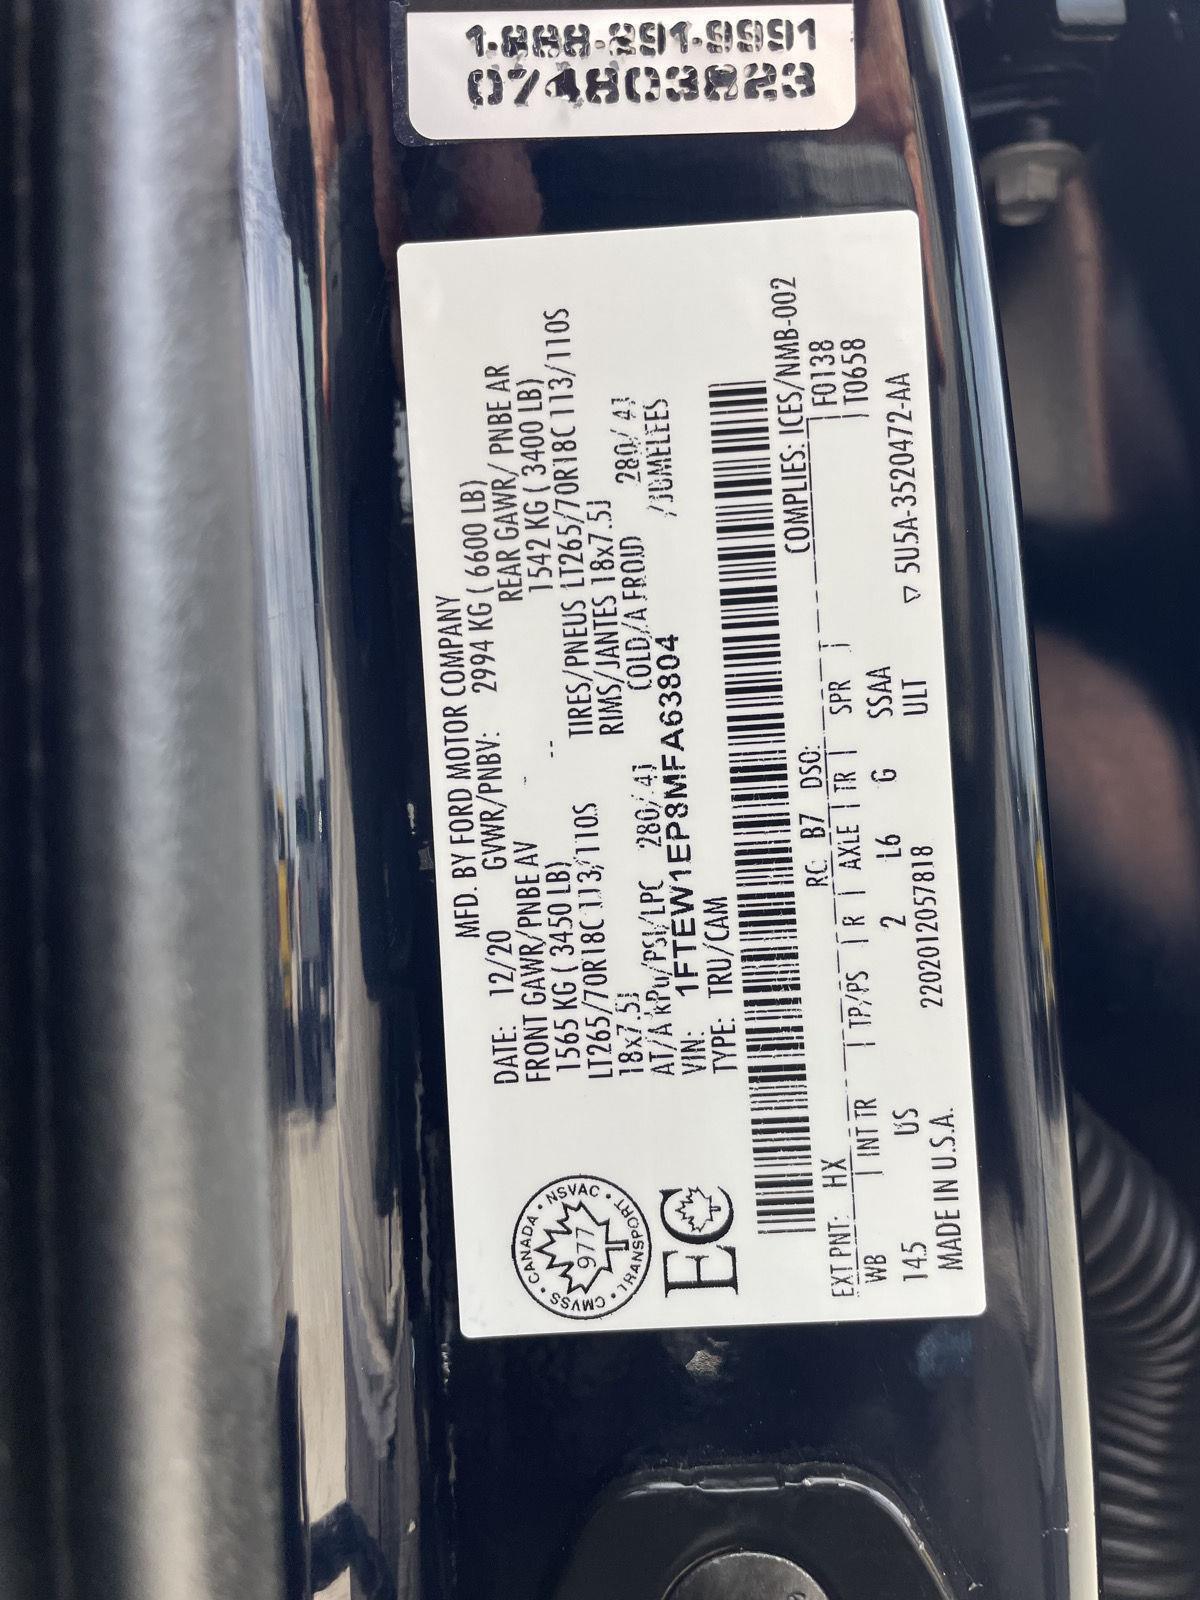 1-888-291-9991
074803823
MFD. BY FORD MOTOR COMPANY
DATE: 12/20 GVWR/PNBV: 2994 KG ( 6600 LB)
FRONT GAWR/PNBE AV REAR GAWR/ PNBE AR
1565 KG ( 3450 LB) 1542 KG ( 3400 LB)
LT265/70R18C 113/110S TIRES/PNEUS LT265/70R18C 113/110S
18x7.5J RIMS/JANTES 18x7.5J
AT/A kPa/PSI/LPC 280/41 COLD/A FROID 280/41
VIN: 1FTEW1EP8MFA63804 /JUMELEES
TYPE: TRU/CAM
COMPLIES: ICES/NMB-002
EXT PNT: HX RC: B7 DSO: F0138
WB INT TR TP/PS R AXLE TR SPR T0658
145 US 2 L6 G SSAA
MADE IN U.S.A. 2202012057818 ULT 5U5A-3520472-AA
CANADA • NSVAC • TRANSPORT • CMVSS •
977
EC